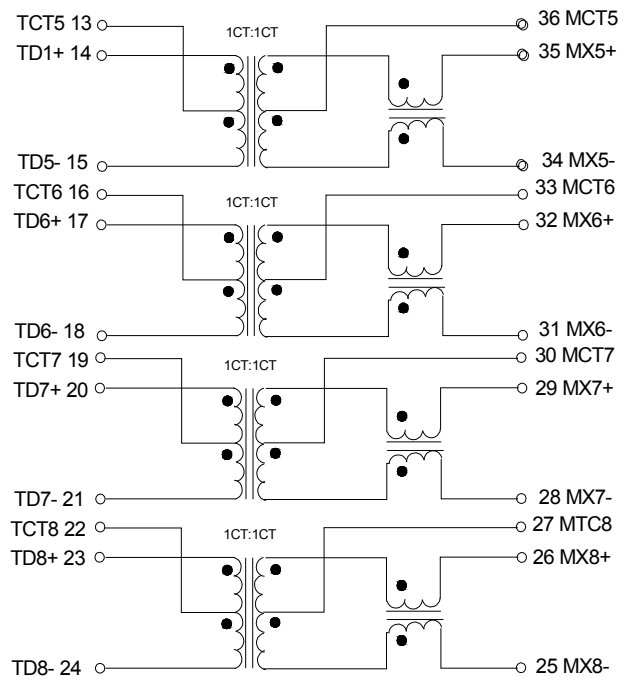 TCT5 13
1CT:1CT
36 MCT5
TD1+ 14
35 MX5+
TD5- 15
34 MX5-
TCT6 16
1CT:1CT
33 MCT6
TD6+ 17
32 MX6+
TD6- 18
31 MX6-
TCT7 19
1CT:1CT
30 MCT7
TD7+ 20
29 MX7+
TD7- 21
28 MX7-
TCT8 22
1CT:1CT
27 MTC8
TD8+ 23
26 MX8+
TD8- 24
25 MX8-